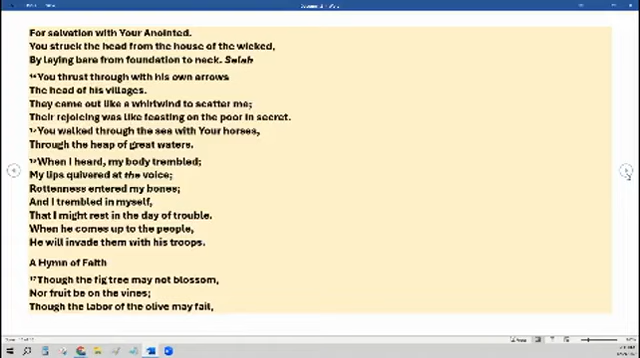 For salvation with Your Anointed.
You struck the head from the house of the wicked,
By laying bare from foundation to neck. Selah
14 You thrust through with his own arrows
The head of his villages.
They came out like a whirlwind to scatter me;
Their rejoicing was like feasting on the poor in secret.
15 You walked through the sea with Your horses,
Through the heap of great waters.
16 When I heard, my body trembled;
My lips quivered at the voice;
Rottenness entered my bones;
And I trembled in myself,
That I might rest in the day of trouble.
When he comes up to the people,
He will invade them with his troops.
A Hymn of Faith
17 Though the fig tree may not blossom,
Nor fruit be on the vines;
Though the labor of the olive may fail,